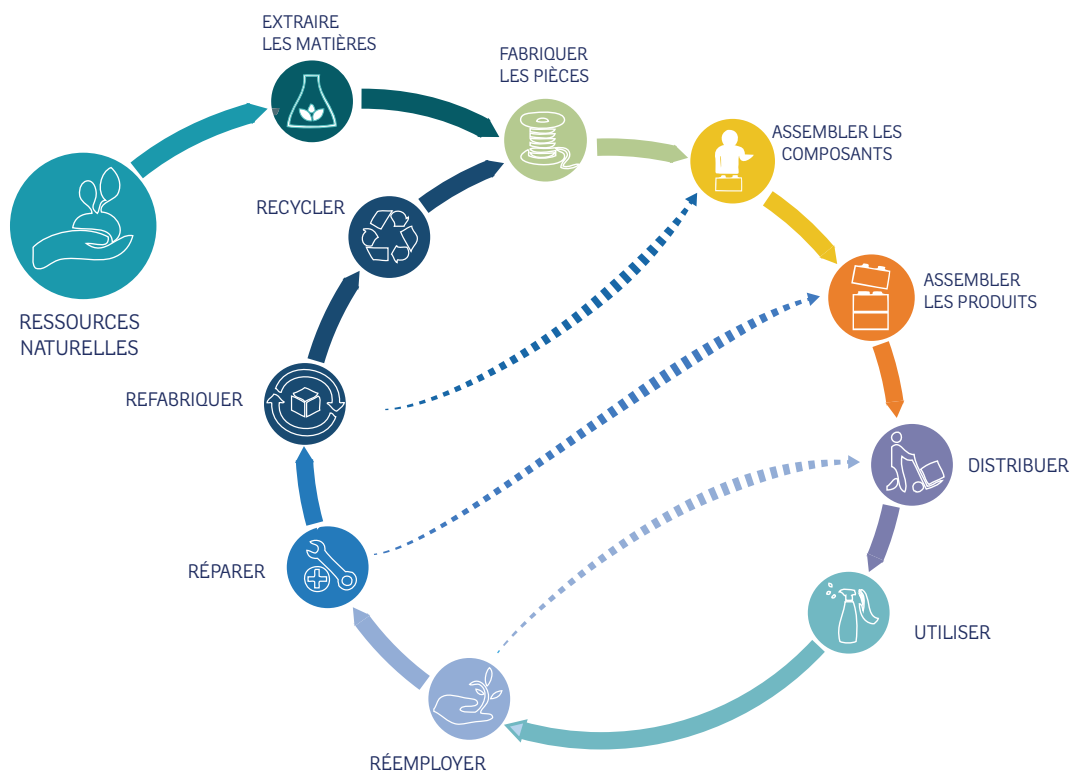 EXTRAIRE
LES MATIÈRES
FABRIQUER
LES PIÈCES
ASSEMBLER LES
COMPOSANTS
RECYCLER
ASSEMBLER
LES PRODUITS
RESSOURCES
NATURELLES
REFABRIQUER
DISTRIBUER
RÉPARER
UTILISER
RÉEMPLOYER